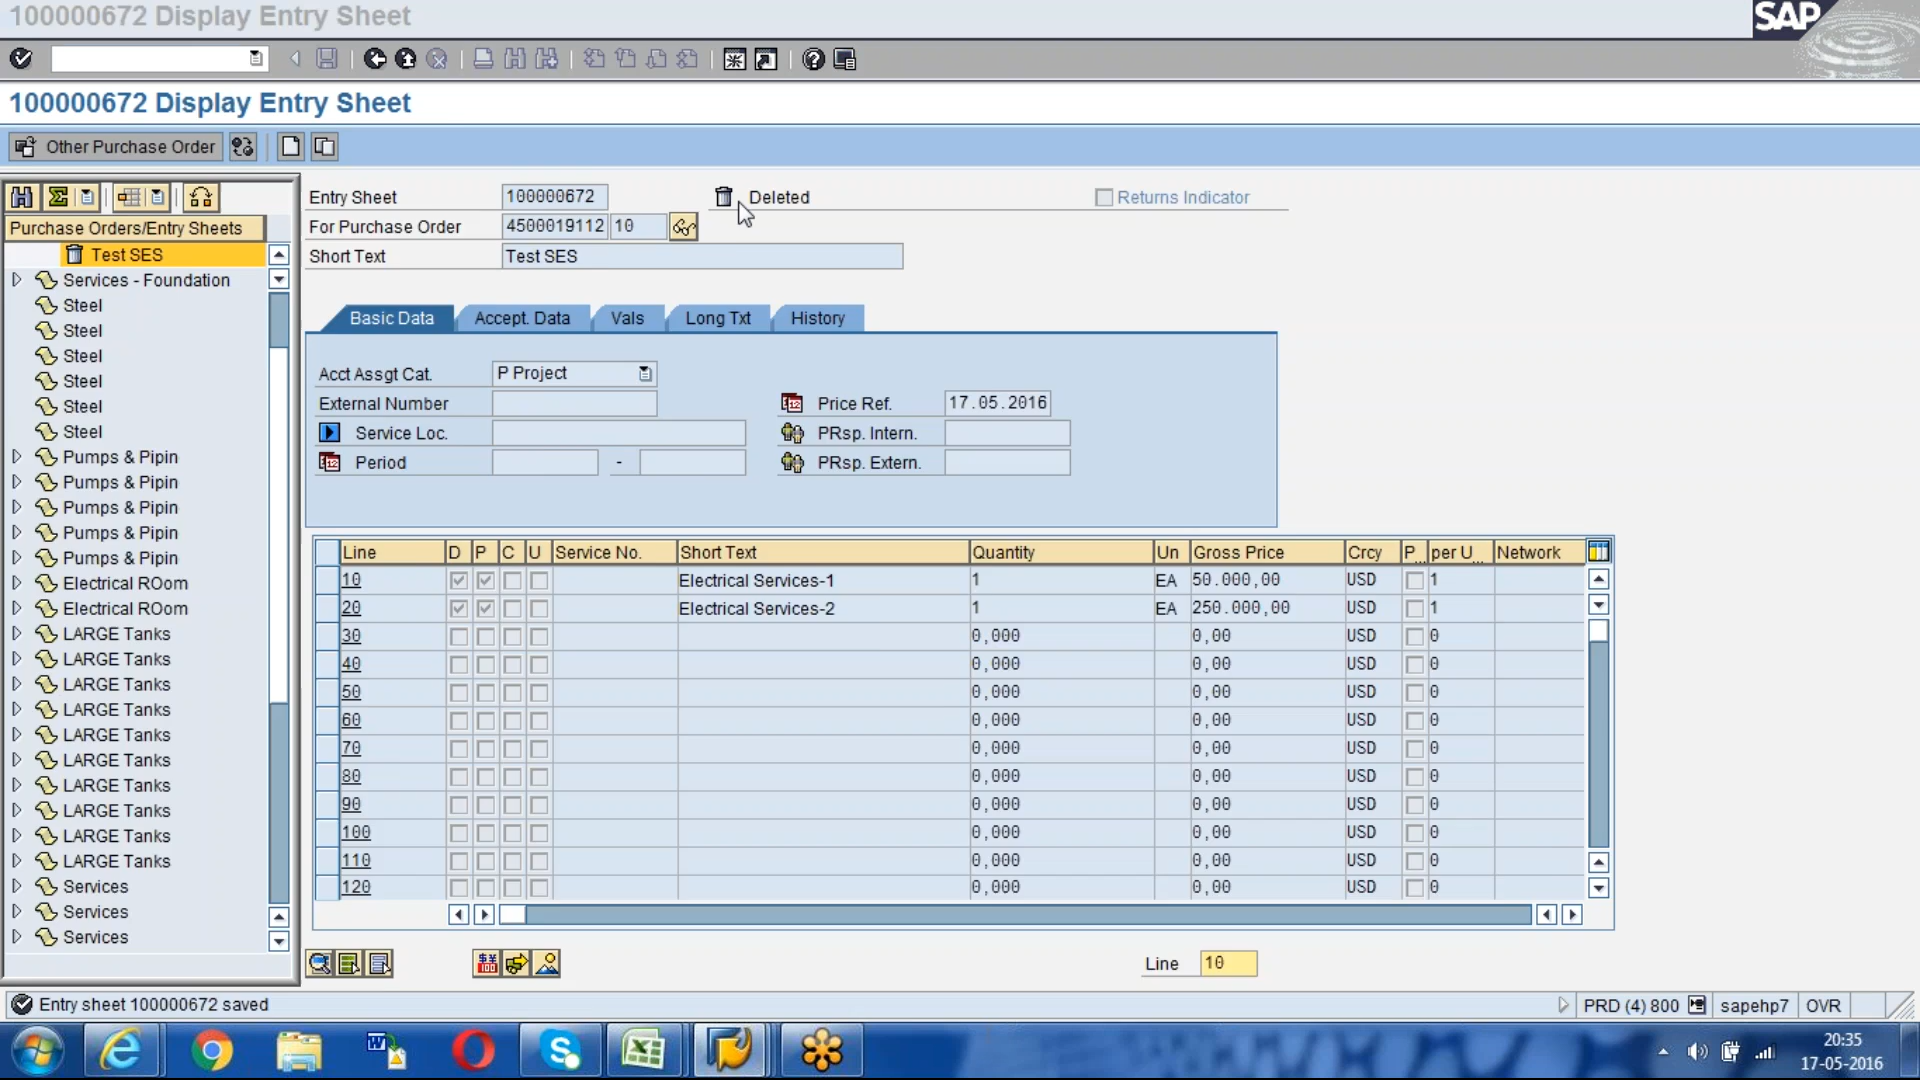 100000672 Display Entry Sheet
SAP
100000672 Display Entry Sheet
Other Purchase Order
Purchase Orders/Entry Sheets
Test SES
Services - Foundation
Steel
Steel
Steel
Steel
Steel
Steel
Pumps & Pipin
Pumps & Pipin
Pumps & Pipin
Pumps & Pipin
Pumps & Pipin
Electrical ROom
Electrical ROom
LARGE Tanks
LARGE Tanks
LARGE Tanks
LARGE Tanks
LARGE Tanks
LARGE Tanks
LARGE Tanks
LARGE Tanks
LARGE Tanks
LARGE Tanks
Services
Services
Services
Entry Sheet 100000672 Deleted Returns Indicator
For Purchase Order 4500019112 10
Short Text Test SES
Basic Data Accept. Data Vals Long Txt History
Acct Assgt Cat. P Project
External Number Price Ref. 17.05.2016
Service Loc. PRsp. Intern.
Period - PRsp. Extern.
Line D P C U Service No. Short Text Quantity Un Gross Price Crcy P... per U... Network
10 Electrical Services-1 1 EA 50.000,00 USD 1
20 Electrical Services-2 1 EA 250.000,00 USD 1
30 0,000 0,00 USD 0
40 0,000 0,00 USD 0
50 0,000 0,00 USD 0
60 0,000 0,00 USD 0
70 0,000 0,00 USD 0
80 0,000 0,00 USD 0
90 0,000 0,00 USD 0
100 0,000 0,00 USD 0
110 0,000 0,00 USD 0
120 0,000 0,00 USD 0
Line 10
Entry sheet 100000672 saved PRD (4) 800 sapehp7 OVR
20:35
17-05-2016